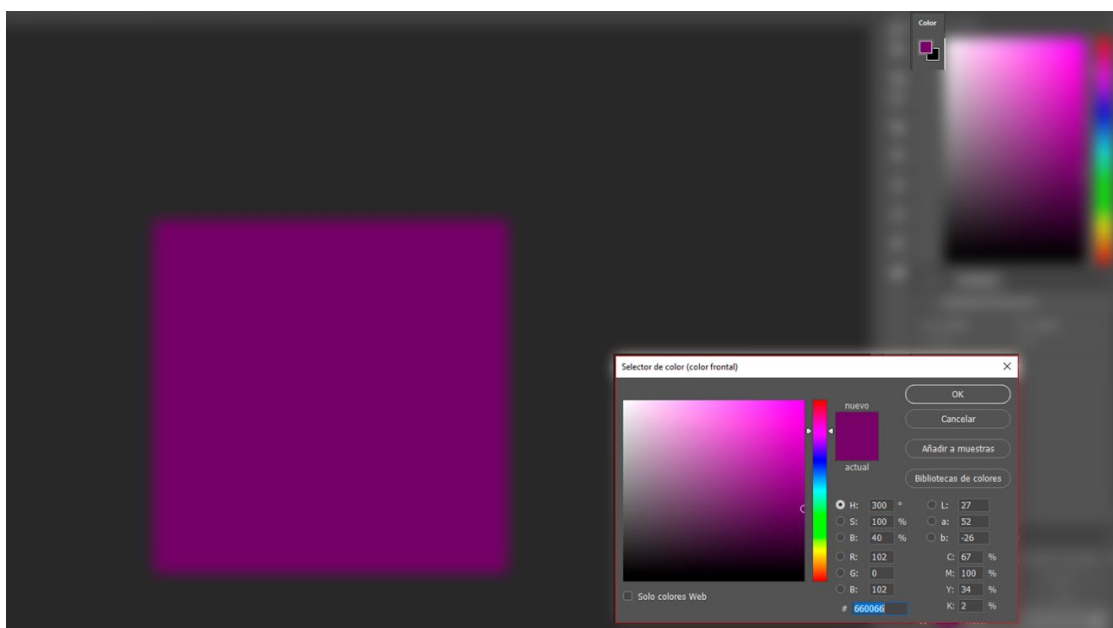 Color
Selector de color (color frontal)
nuevo
actual
OK
Cancelar
Añadir a muestras
Bibliotecas de colores
H: 300 °
L: 27
S: 100 %
a: 52
B: 40 %
b: -26
R: 102
C: 67 %
G: 0
M: 100 %
B: 102
Y: 34 %
# 660066
K: 2 %
Solo colores Web